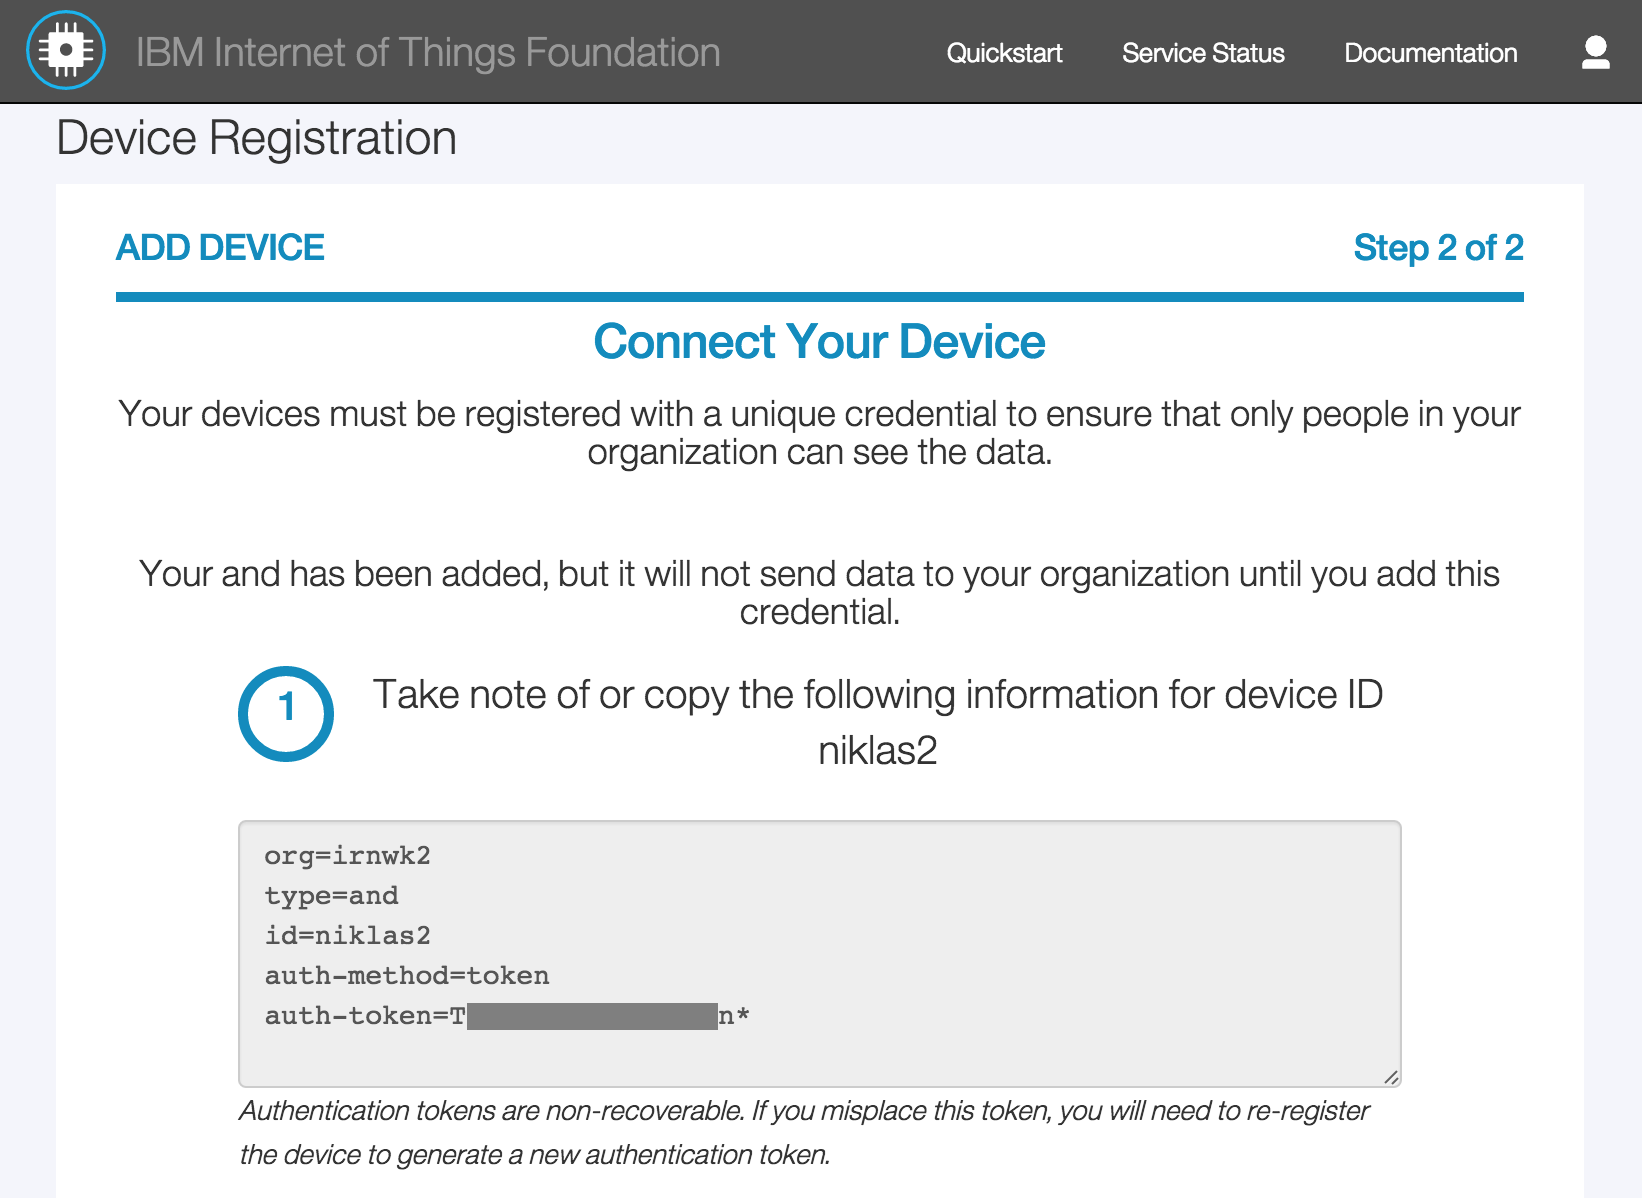 IBM Internet of Things Foundation
Quickstart
Service Status
Documentation
Device Registration
ADD DEVICE
Step 2 of 2
Connect Your Device
Your devices must be registered with a unique credential to ensure that only people in your
organization can see the data.
Your and has been added, but it will not send data to your organization until you add this
credential.
1
Take note of or copy the following information for device ID
niklas2
org=irnwk2
type=and
id=niklas2
auth-method=token
auth-token=T n*
Authentication tokens are non-recoverable. If you misplace this token, you will need to re-register
the device to generate a new authentication token.